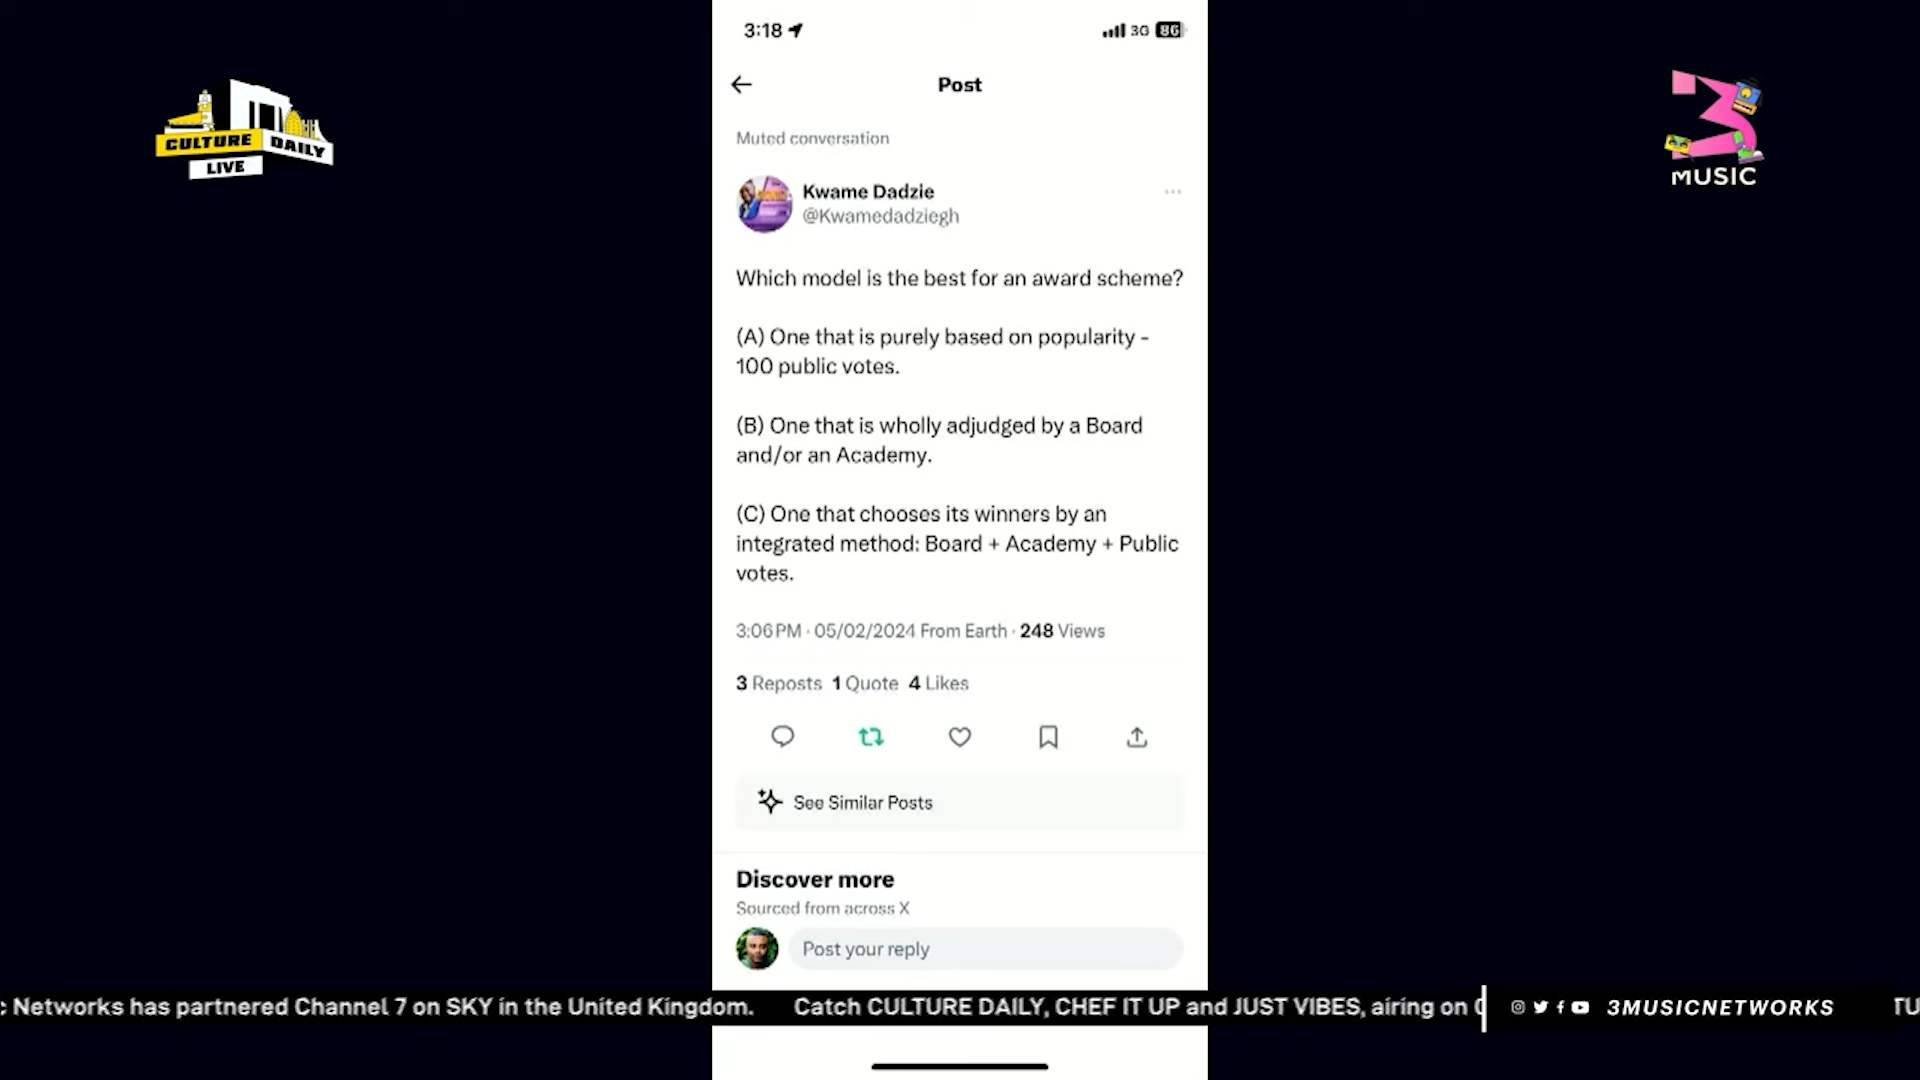 3:18
3G 86
Post
CULTURE DAILY
LIVE
3
MUSIC
Muted conversation
Kwame Dadzie
@Kwamedadziegh
Which model is the best for an award scheme?
(A) One that is purely based on popularity -
100 public votes.
(B) One that is wholly adjudged by a Board
and/or an Academy.
(C) One that chooses its winners by an
integrated method: Board + Academy + Public
votes.
3:06 PM · 05/02/2024 From Earth · 248 Views
3 Reposts 1 Quote 4 Likes
See Similar Posts
Discover more
Sourced from across X
Post your reply
c Networks has partnered Channel 7 on SKY in the United Kingdom. Catch CULTURE DAILY, CHEF IT UP and JUST VIBES, airing on 3MUSICNETWORKS TU